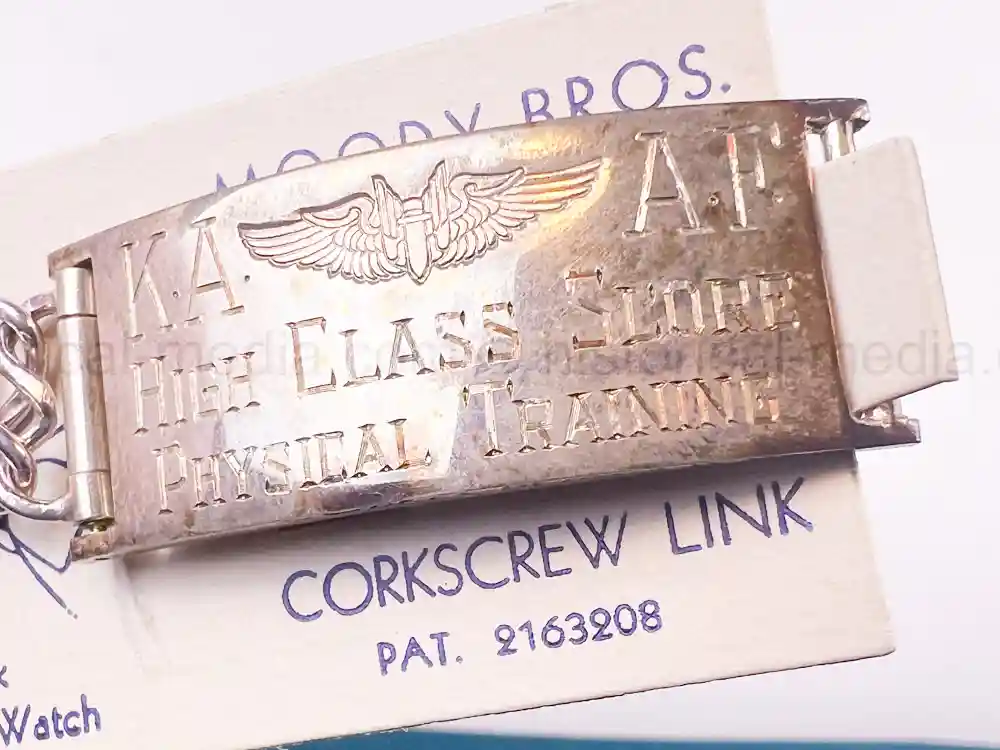 MOODY BROS.
K.A. A.F.
HIGH CLASS SCORE
PHYSICAL TRAINING
CORKSCREW LINK
PAT. 2163208
Watch